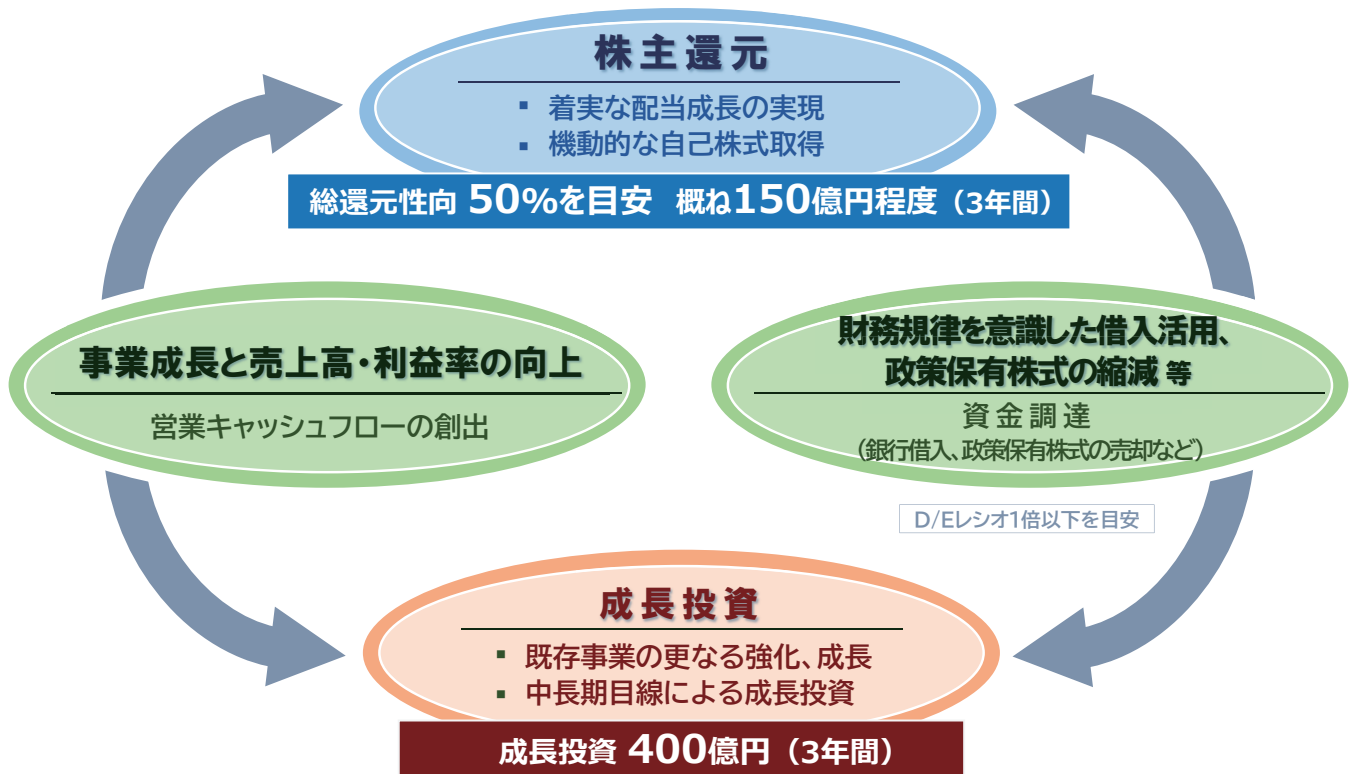 株主還元
▪ 着実な配当成長の実現
▪ 機動的な自己株式取得
総還元性向 50%を目安 概ね150億円程度（3年間）
事業成長と売上高・利益率の向上
営業キャッシュフローの創出
財務規律を意識した借入活用、
政策保有株式の縮減 等
資金調達
（銀行借入、政策保有株式の売却など）
D/Eレシオ1倍以下を目安
成長投資
▪ 既存事業の更なる強化、成長
▪ 中長期目線による成長投資
成長投資 400億円（3年間）